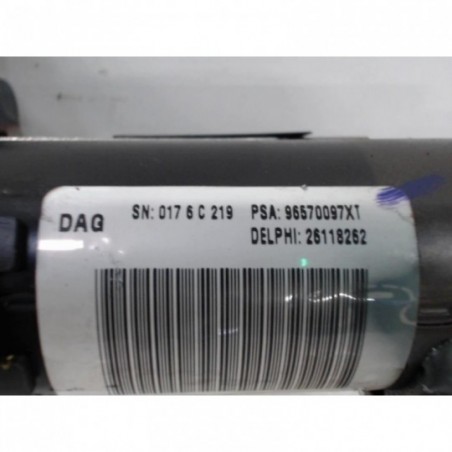 DAG SN: 017 6 C 219 PSA: 96570097XT
DELPHI: 26118262